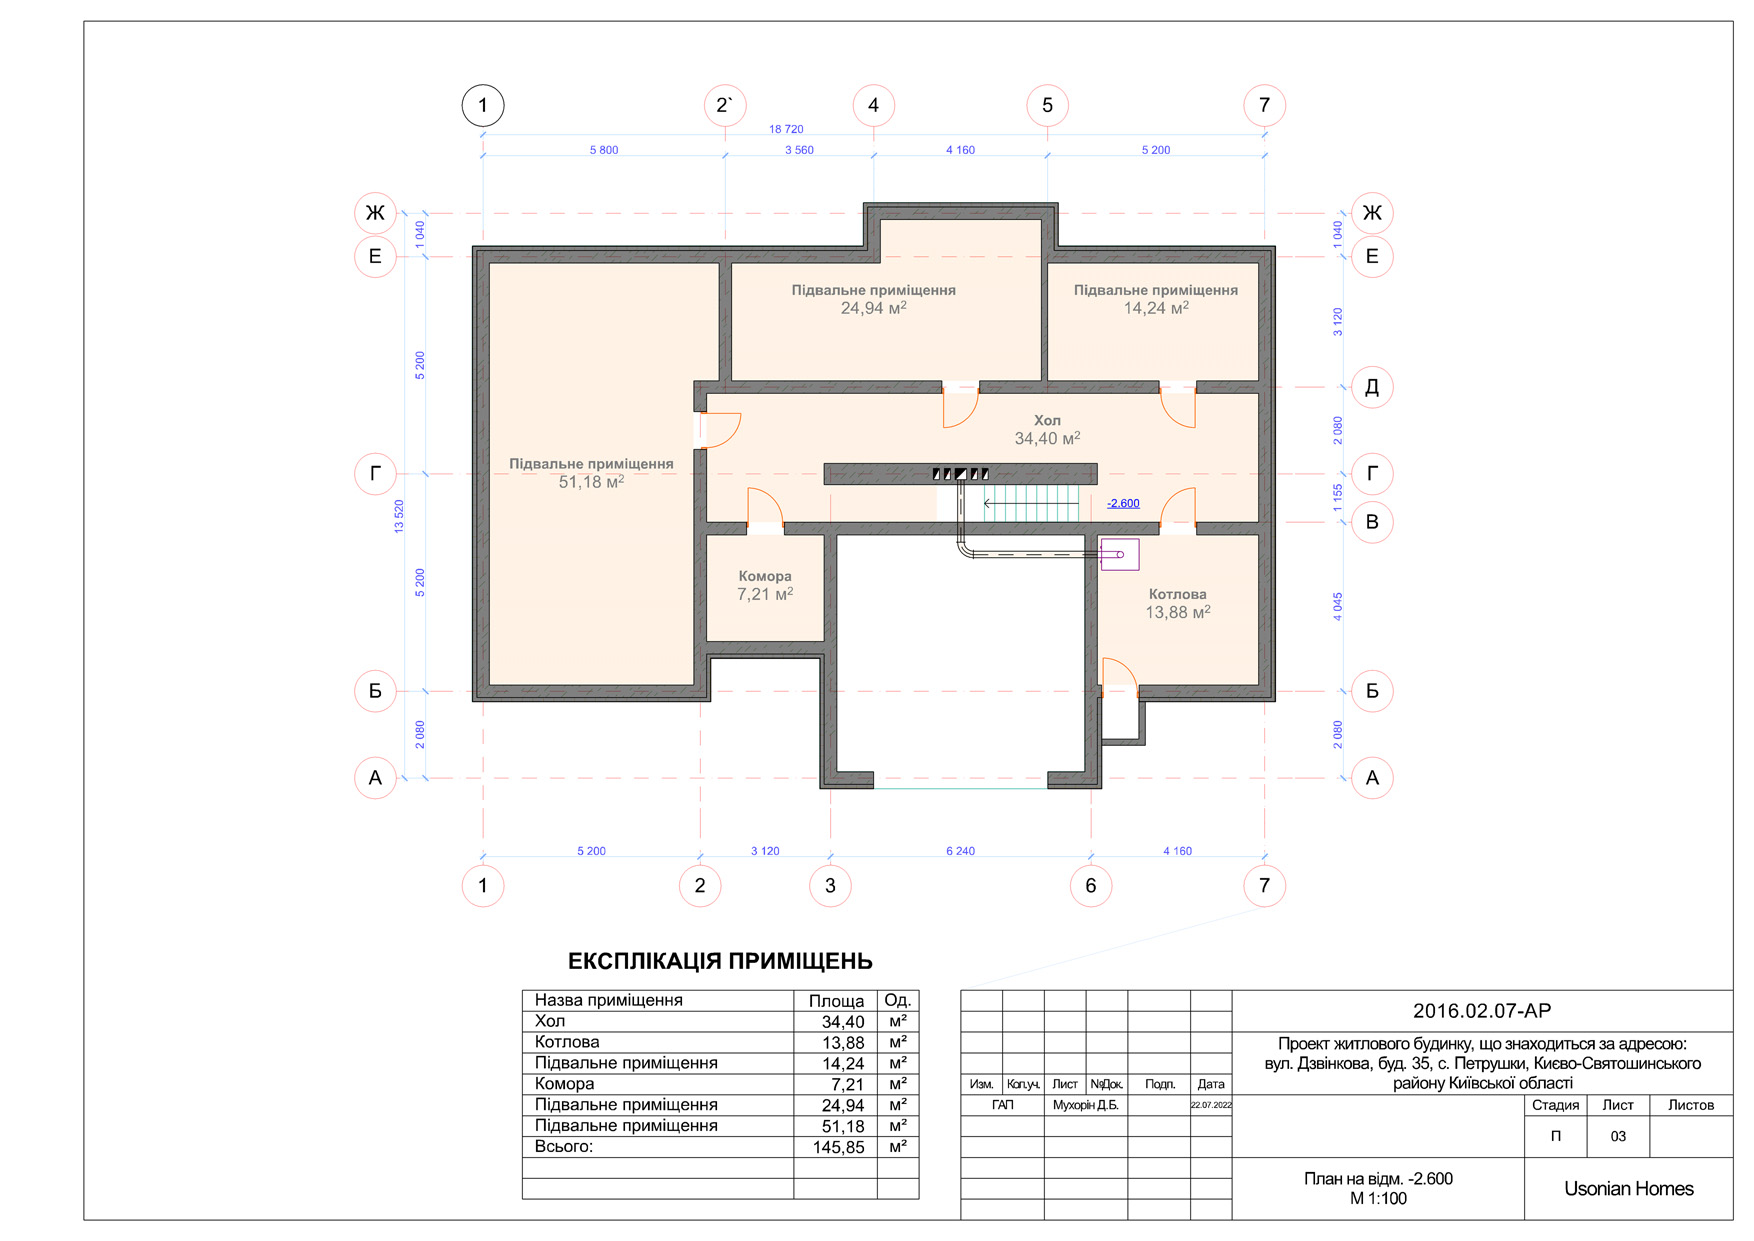 1 2` 4 5 7
18 720
5 800 3 560 4 160 5 200
Ж Ж
1 040 1 040
Е Е
Підвальне приміщення
24,94 м²
Підвальне приміщення
14,24 м²
3 120
5 200
Д
Хол
34,40 м²
2 080
Підвальне приміщення
51,18 м²
Г Г
13 520
-2.600
1 155
В
Комора
7,21 м²
5 200
Котлова
13,88 м²
4 045
Б Б
2 080 2 080
А А
5 200 3 120 6 240 4 160
1 2 3 6 7
ЕКСПЛІКАЦІЯ ПРИМІЩЕНЬ
Назва приміщення Площа Од.
Хол 34,40 м²
Котлова 13,88 м²
Підвальне приміщення 14,24 м²
Комора 7,21 м²
Підвальне приміщення 24,94 м²
Підвальне приміщення 51,18 м²
Всього: 145,85 м²
2016.02.07-АР
Проект житлового будинку, що знаходиться за адресою:
вул. Дзвінкова, буд. 35, с. Петрушки, Києво-Святошинського
району Київської області
Изм. Кол.уч. Лист №Док. Подп. Дата
ГАП Мухорін Д.Б. 22.07.2022
Стадия Лист Листов
П 03
План на відм. -2.600
М 1:100
Usonian Homes